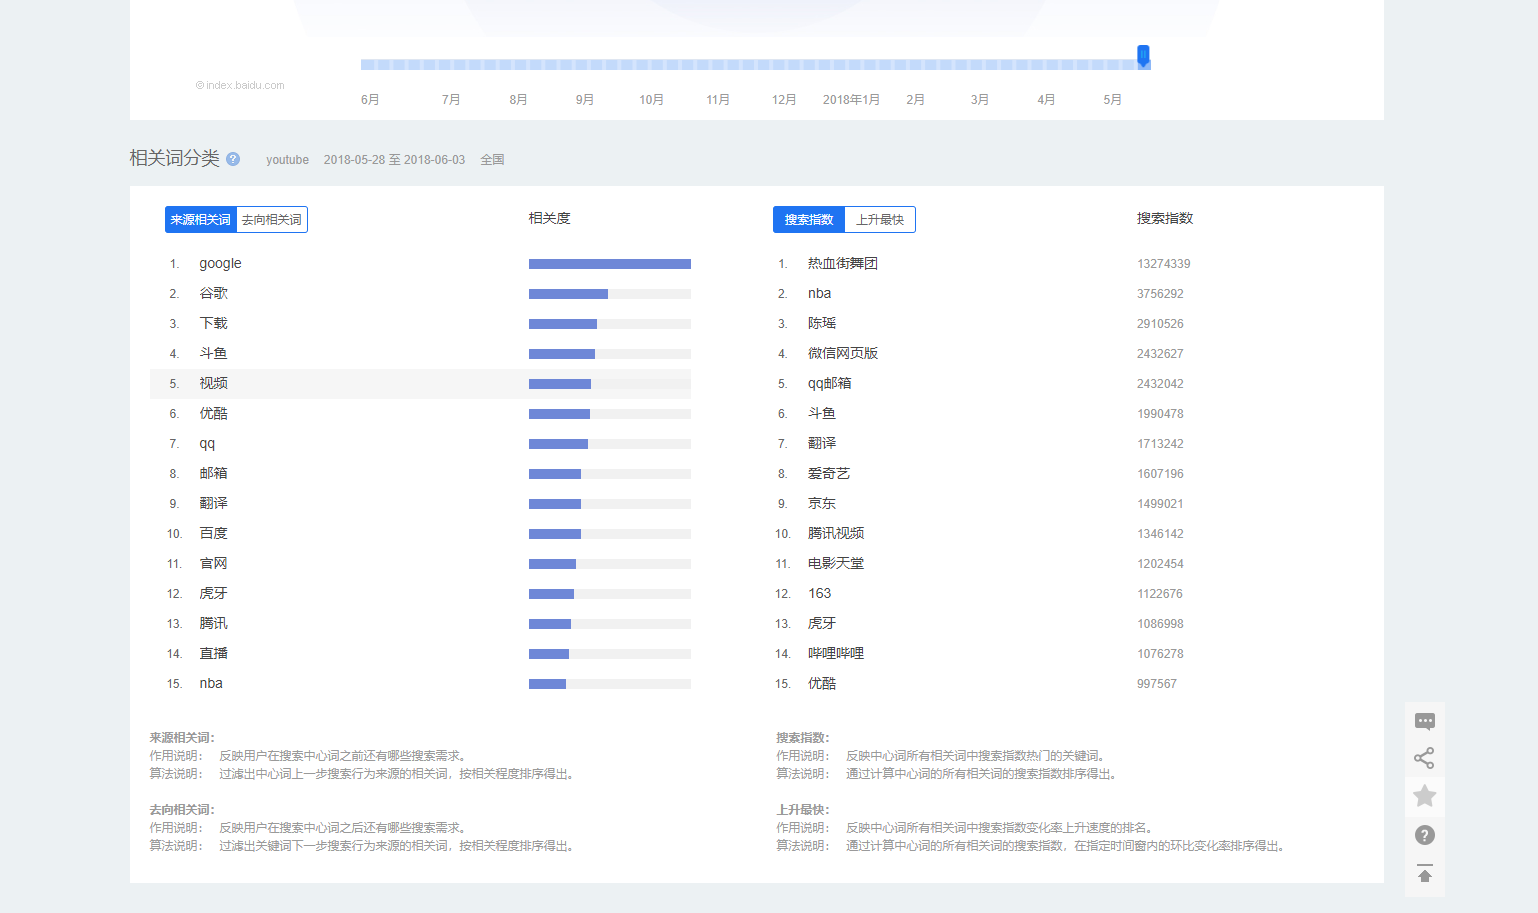 © index.baidu.com
6月 7月 8月 9月 10月 11月 12月 2018年1月 2月 3月 4月 5月
相关词分类 ? youtube 2018-05-28 至 2018-06-03 全国
来源相关词 去向相关词 相关度
1. google
2. 谷歌
3. 下载
4. 斗鱼
5. 视频
6. 优酷
7. qq
8. 邮箱
9. 翻译
10. 百度
11. 官网
12. 虎牙
13. 腾讯
14. 直播
15. nba
搜索指数 上升最快 搜索指数
1. 热血街舞团 13274339
2. nba 3756292
3. 陈瑶 2910526
4. 微信网页版 2432627
5. qq邮箱 2432042
6. 斗鱼 1990478
7. 翻译 1713242
8. 爱奇艺 1607196
9. 京东 1499021
10. 腾讯视频 1346142
11. 电影天堂 1202454
12. 163 1122676
13. 虎牙 1086998
14. 哔哩哔哩 1076278
15. 优酷 997567
来源相关词：
作用说明： 反映用户在搜索中心词之前还有哪些搜索需求。
算法说明： 过滤出中心词上一步搜索行为来源的相关词，按相关程度排序得出。
去向相关词：
作用说明： 反映用户在搜索中心词之后还有哪些搜索需求。
算法说明： 过滤出关键词下一步搜索行为来源的相关词，按相关程度排序得出。
搜索指数：
作用说明： 反映中心词所有相关词中搜索指数热门的关键词。
算法说明： 通过计算中心词的所有相关词的搜索指数排序得出。
上升最快：
作用说明： 反映中心词所有相关词中搜索指数变化率上升速度的排名。
算法说明： 通过计算中心词的所有相关词的搜索指数，在指定时间窗内的环比变化率排序得出。
?